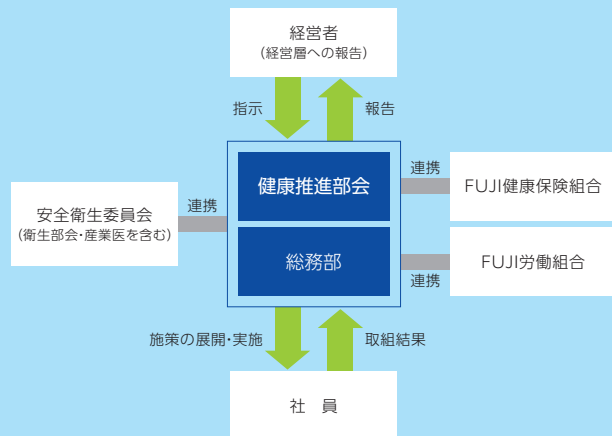 経営者
(経営層への報告)
指示
報告
健康推進部会
連携
FUJI健康保険組合
安全衛生委員会
(衛生部会・産業医を含む)
連携
総務部
FUJI労働組合
連携
施策の展開・実施
取組結果
社　員